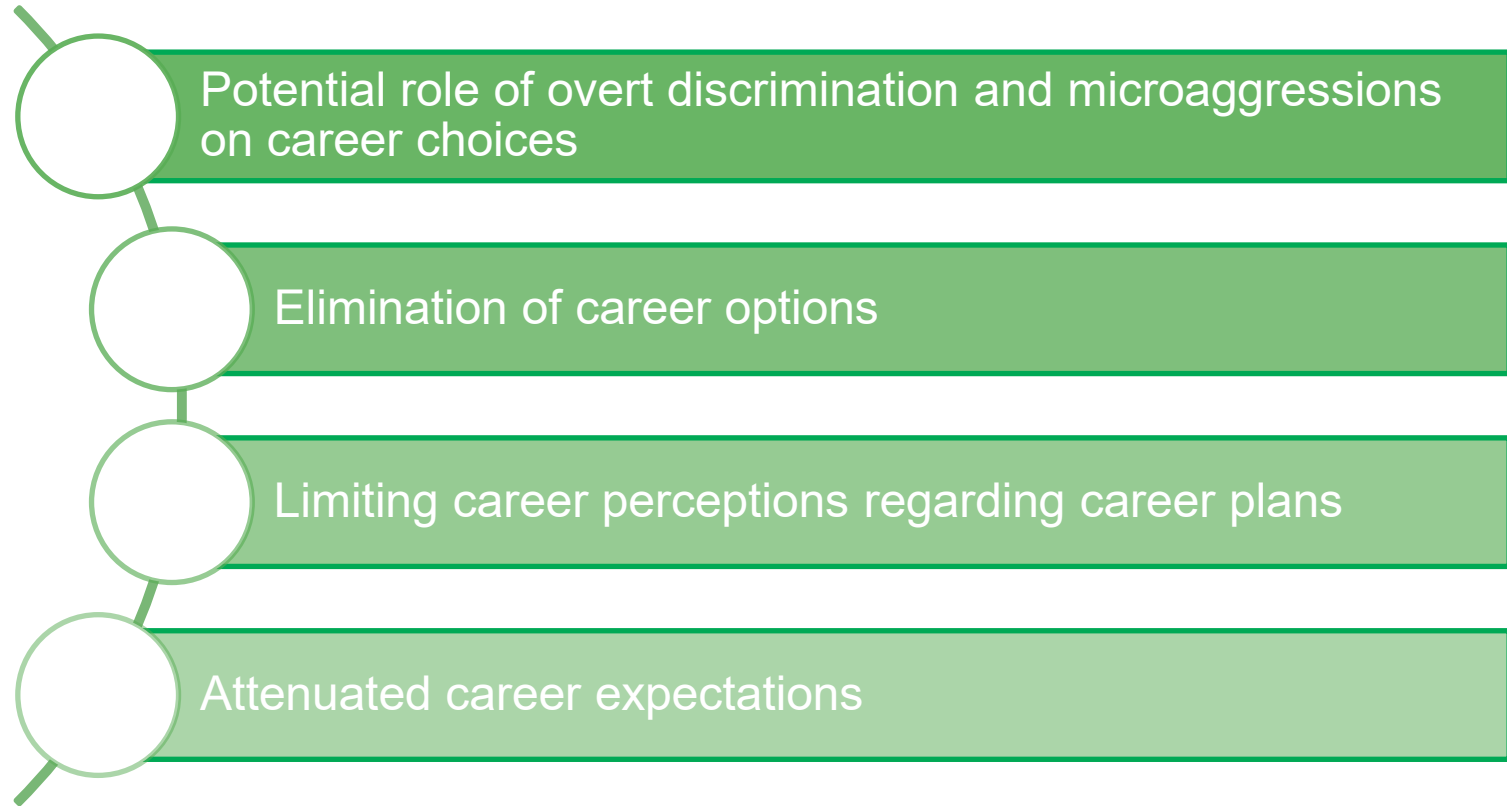 Potential role of overt discrimination and microaggressions
on career choices
Elimination of career options
Limiting career perceptions regarding career plans
Attenuated career expectations